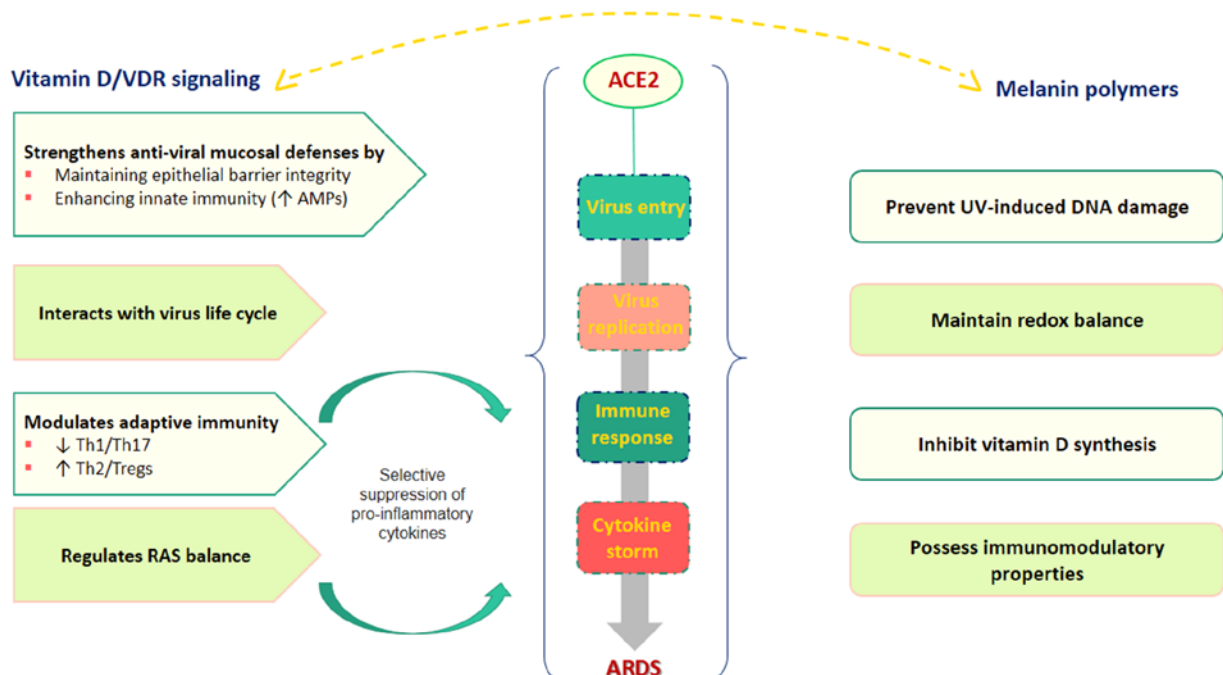 Vitamin D/VDR signaling
Strengthens anti-viral mucosal defenses by
▪ Maintaining epithelial barrier integrity
▪ Enhancing innate immunity (↑ AMPs)
Interacts with virus life cycle
Modulates adaptive immunity
▪ ↓ Th1/Th17
▪ ↑ Th2/Tregs
Regulates RAS balance
Selective
suppression of
pro-inflammatory
cytokines
ACE2
Virus entry
Virus
replication
Immune
response
Cytokine
storm
ARDS
Melanin polymers
Prevent UV-induced DNA damage
Maintain redox balance
Inhibit vitamin D synthesis
Possess immunomodulatory
properties